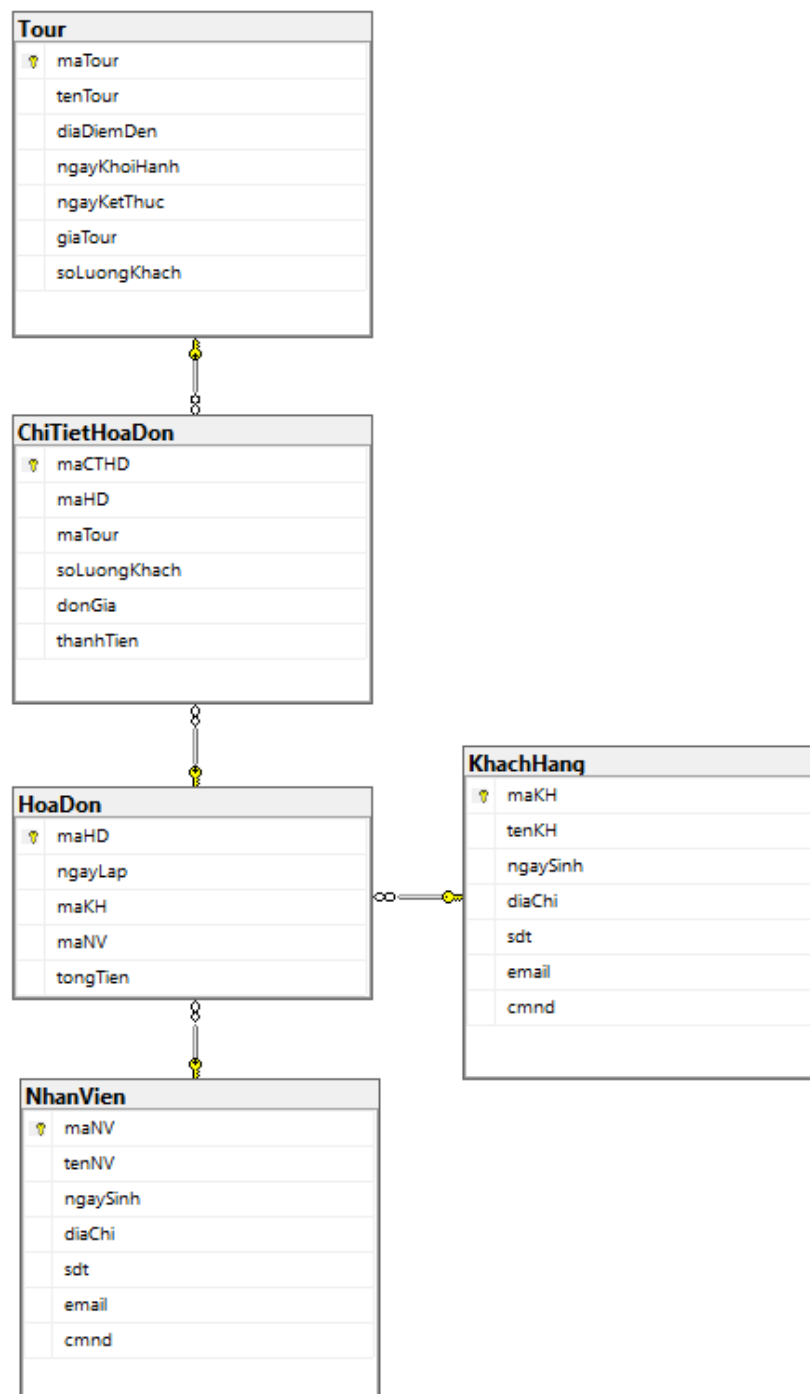 Tour
maTour
tenTour
diaDiemDen
ngayKhoiHanh
ngayKetThuc
giaTour
soLuongKhach
ChiTietHoaDon
maCTHD
maHD
maTour
soLuongKhach
donGia
thanhTien
HoaDon
maHD
ngayLap
maKH
maNV
tongTien
KhachHang
maKH
tenKH
ngaySinh
diaChi
sdt
email
cmnd
NhanVien
maNV
tenNV
ngaySinh
diaChi
sdt
email
cmnd